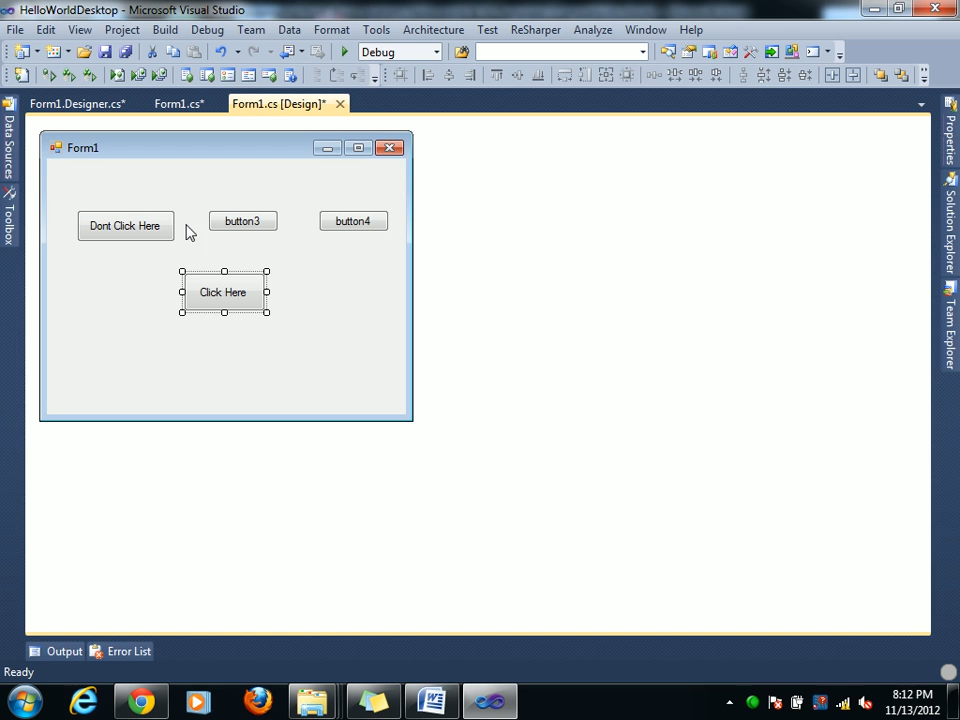 HelloWorldDesktop - Microsoft Visual Studio
File Edit View Project Build Debug Team Data Format Tools Architecture Test ReSharper Analyze Window Help
Debug
Form1.Designer.cs* Form1.cs* Form1.cs [Design]*
Data Sources
Toolbox
Properties
Solution Explorer
Team Explorer
Form1
Dont Click Here button3 button4
Click Here
Output Error List
Ready
8:12 PM
11/13/2012